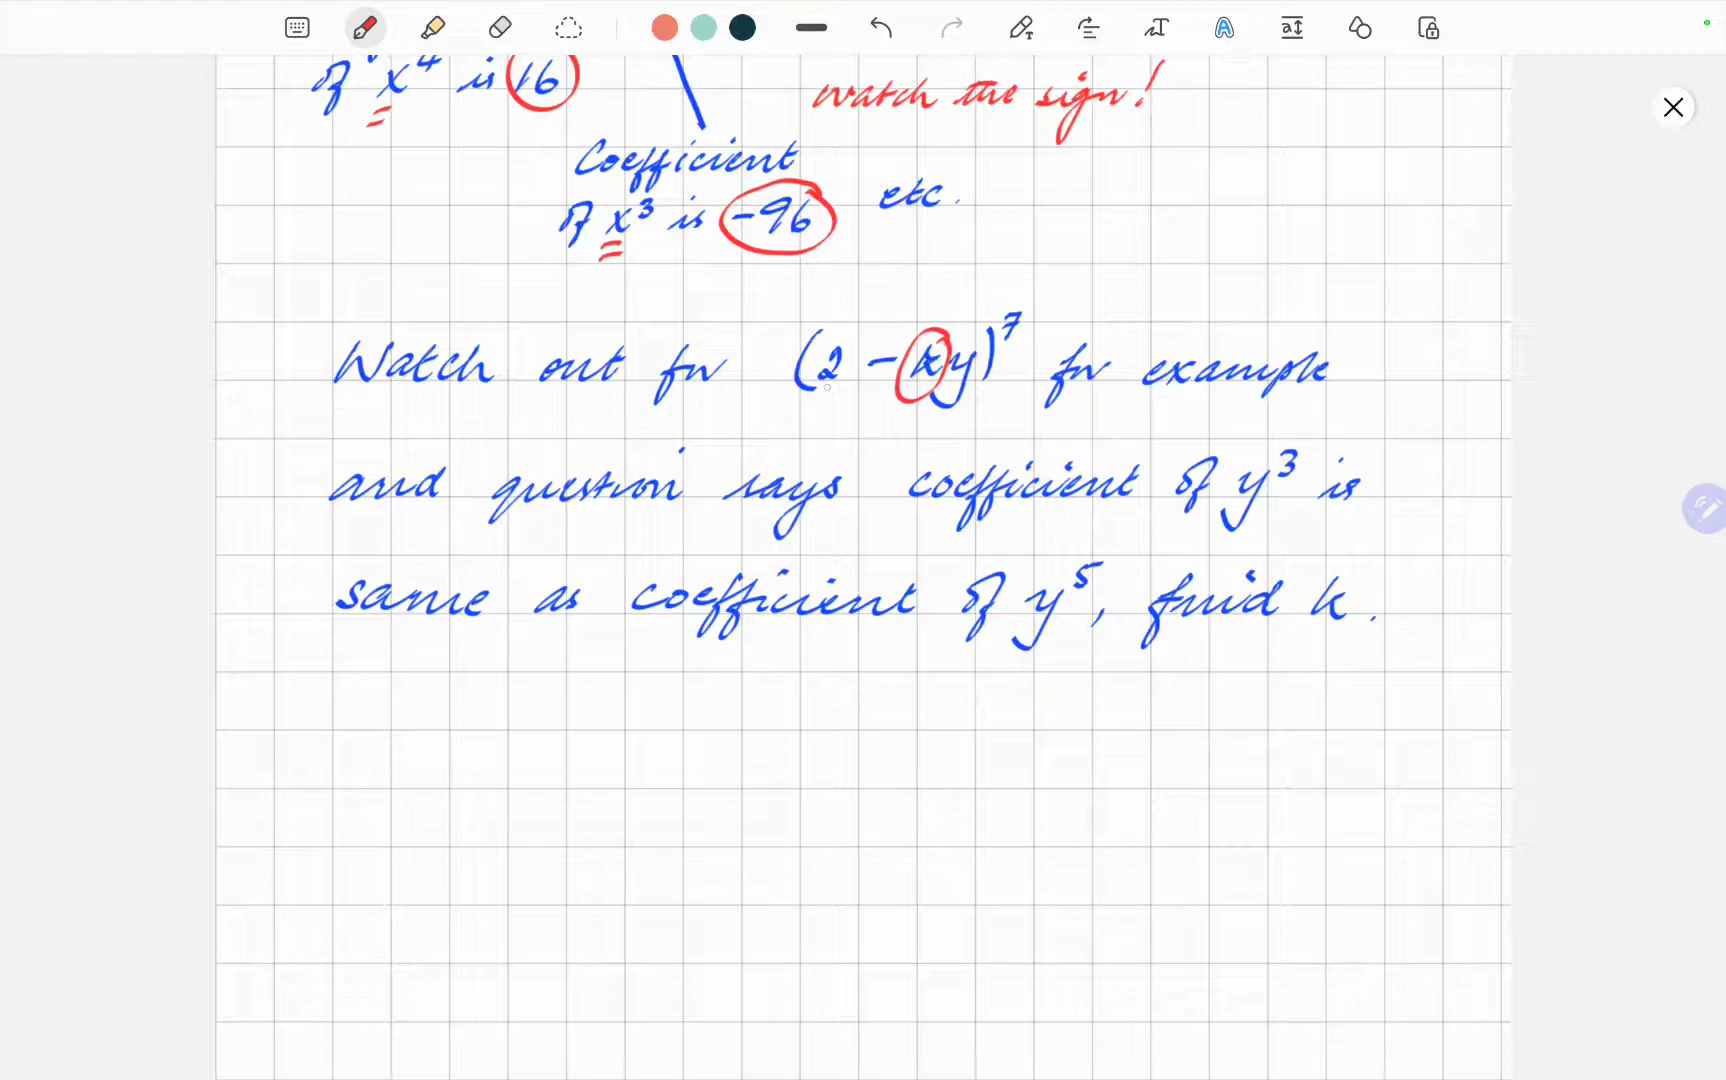 of x⁴ is 16
watch the sign!
Coefficient
of x³ is -96 etc.
Watch out for (2 - ky)⁷ for example
and question says coefficient of y³ is
same as coefficient of y⁵, find k.